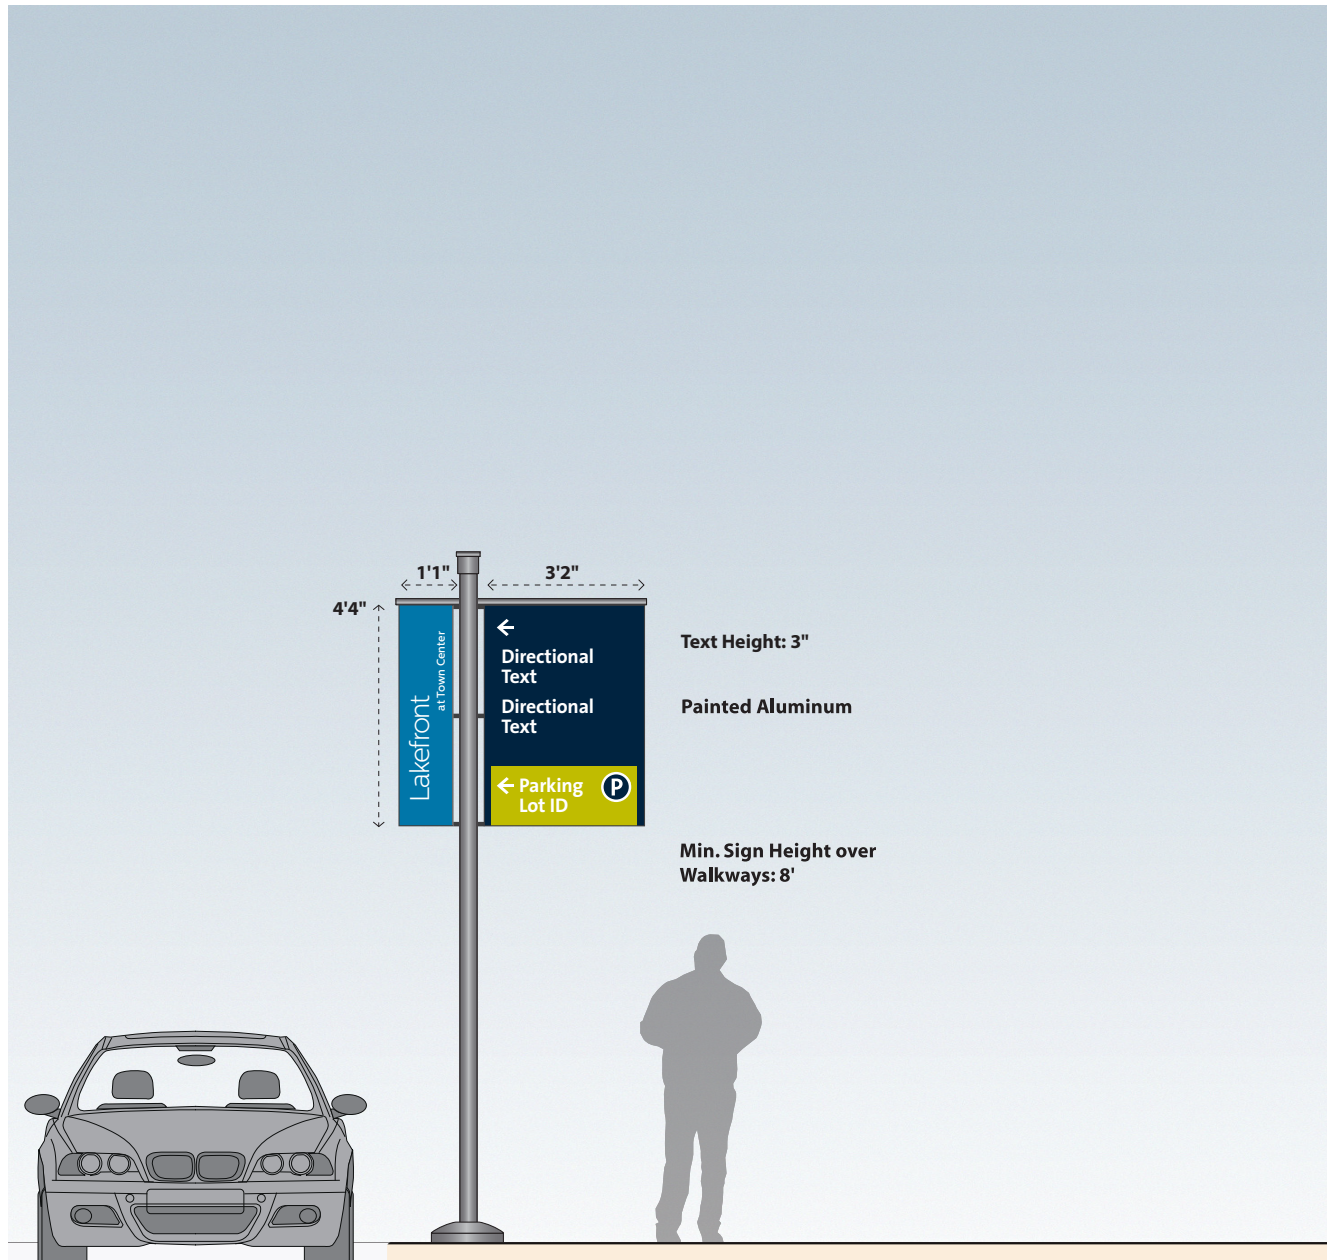 1'1"
3'2"
4'4"
Lakefront
at Town Center
Directional
Text
Directional
Text
Parking
Lot ID
P
Text Height: 3"
Painted Aluminum
Min. Sign Height over
Walkways: 8'